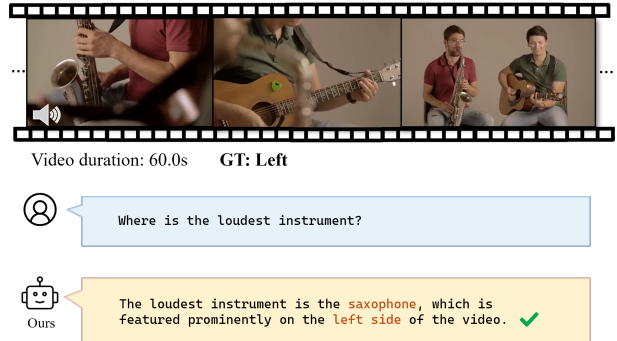 ...
...
Video duration: 60.0s GT: Left
Where is the loudest instrument?
The loudest instrument is the saxophone, which is
featured prominently on the left side of the video.
Ours